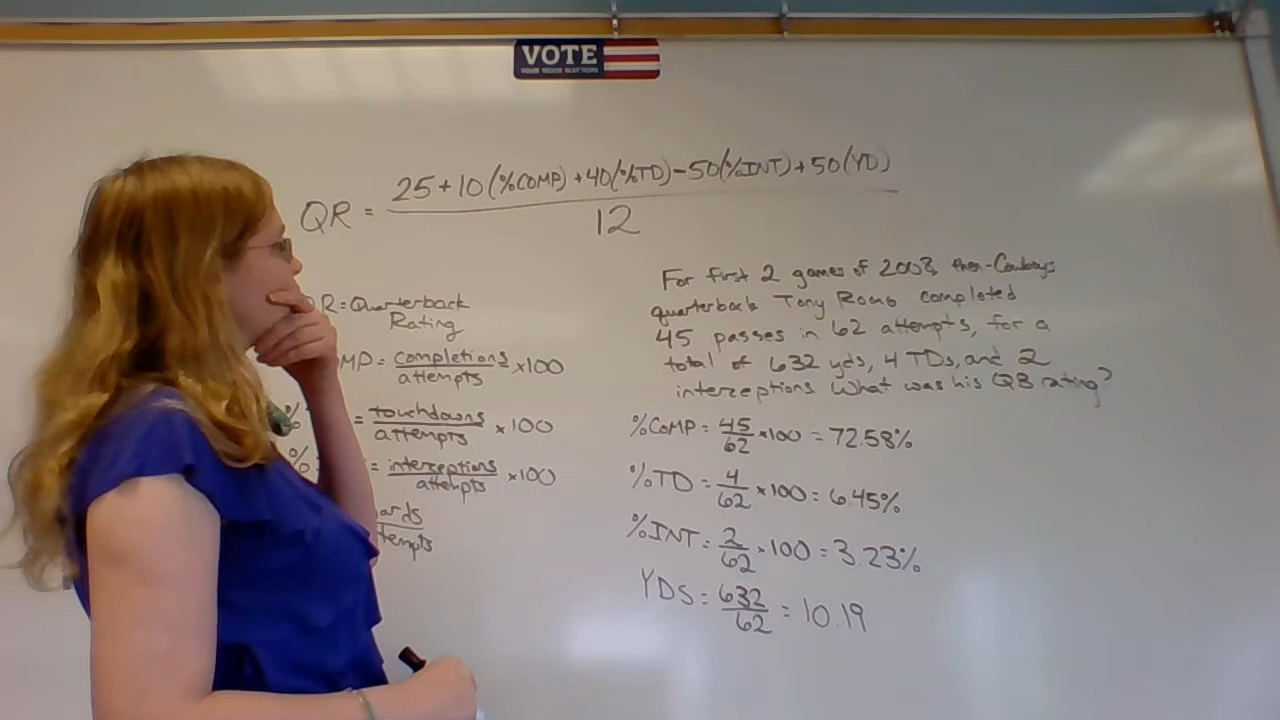 VOTE
YOUR VOICE MATTERS
QR = 25 + 10 (%COMP) + 40 (%TD) - 50 (%INT) + 50 (YD)
12
QR = Quarterback
Rating
MP = completions × 100
attempts
% = touchdowns × 100
attempts
% = interceptions × 100
attempts
ards
tempts
For first 2 games of 2008, then-Cowboys
quarterback Tony Romo completed
45 passes in 62 attempts, for a
total of 632 yds, 4 TDs, and 2
interceptions What was his QB rating?
%COMP = 45/62 × 100 = 72.58%
%TD = 4/62 × 100 = 6.45%
%INT = 2/62 × 100 = 3.23%
YDS = 632/62 = 10.19